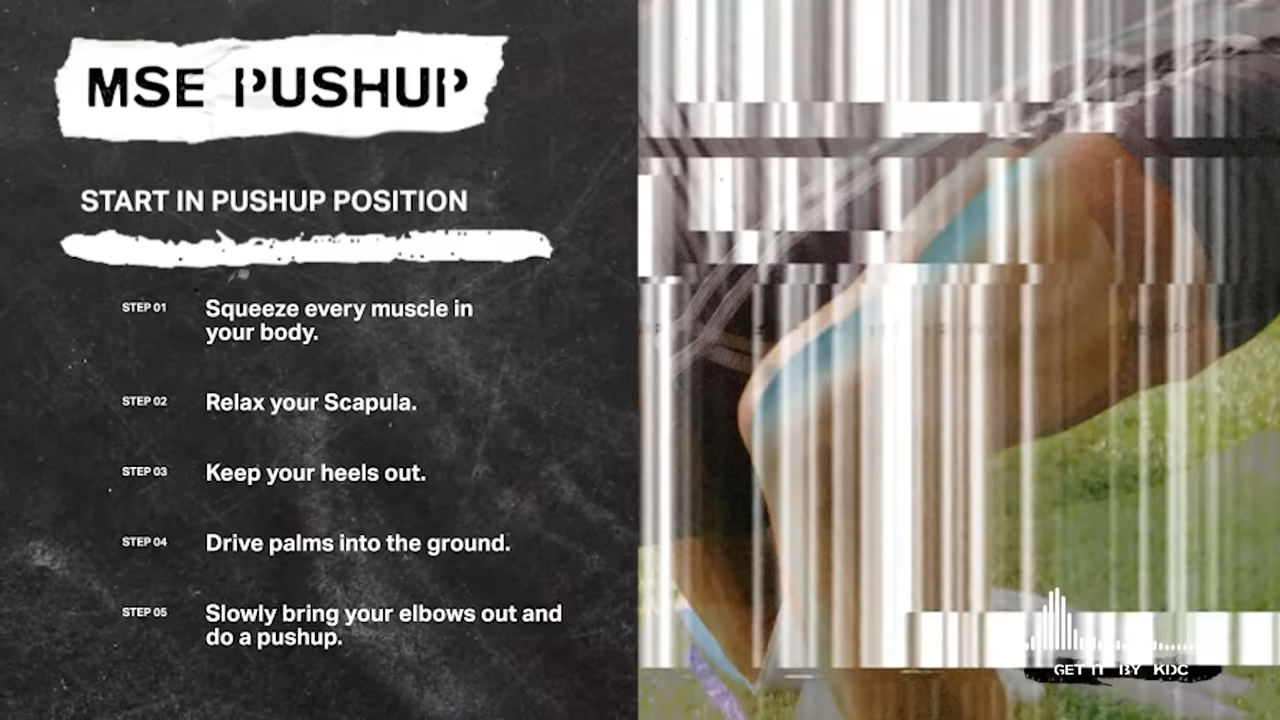 MSE PUSHUP
START IN PUSHUP POSITION
STEP 01
Squeeze every muscle in
your body.
STEP 02
Relax your Scapula.
STEP 03
Keep your heels out.
STEP 04
Drive palms into the ground.
STEP 05
Slowly bring your elbows out and
do a pushup.
GET IT BY KDC